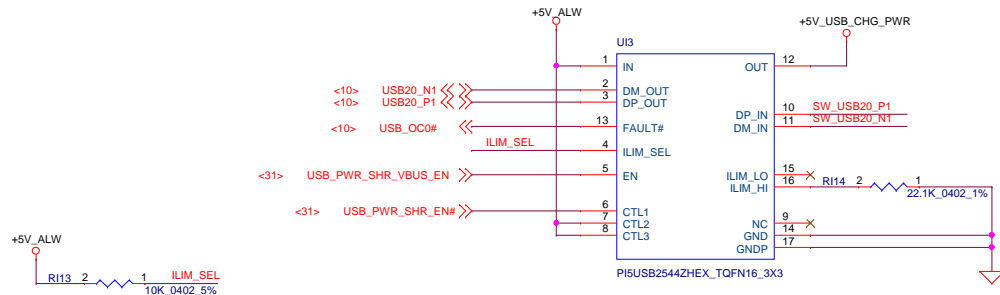 +5V_ALW
+5V_USB_CHG_PWR
UI3
1 IN OUT 12
<10> USB20_N1 2 DM_OUT
<10> USB20_P1 3 DP_OUT
DP_IN 10 SW_USB20_P1
<10> USB_OC0# 13 FAULT# DM_IN 11 SW_USB20_N1
ILIM_SEL 4 ILIM_SEL
<31> USB_PWR_SHR_VBUS_EN 5 EN ILIM_LO 15
ILIM_HI 16 RI14 2 1
22.1K_0402_1%
<31> USB_PWR_SHR_EN# 6 CTL1
7 CTL2 NC 9
8 CTL3 GND 14
GNDP 17
PI5USB2544ZHEX_TQFN16_3X3
+5V_ALW
RI13 2 1 ILIM_SEL
10K_0402_5%